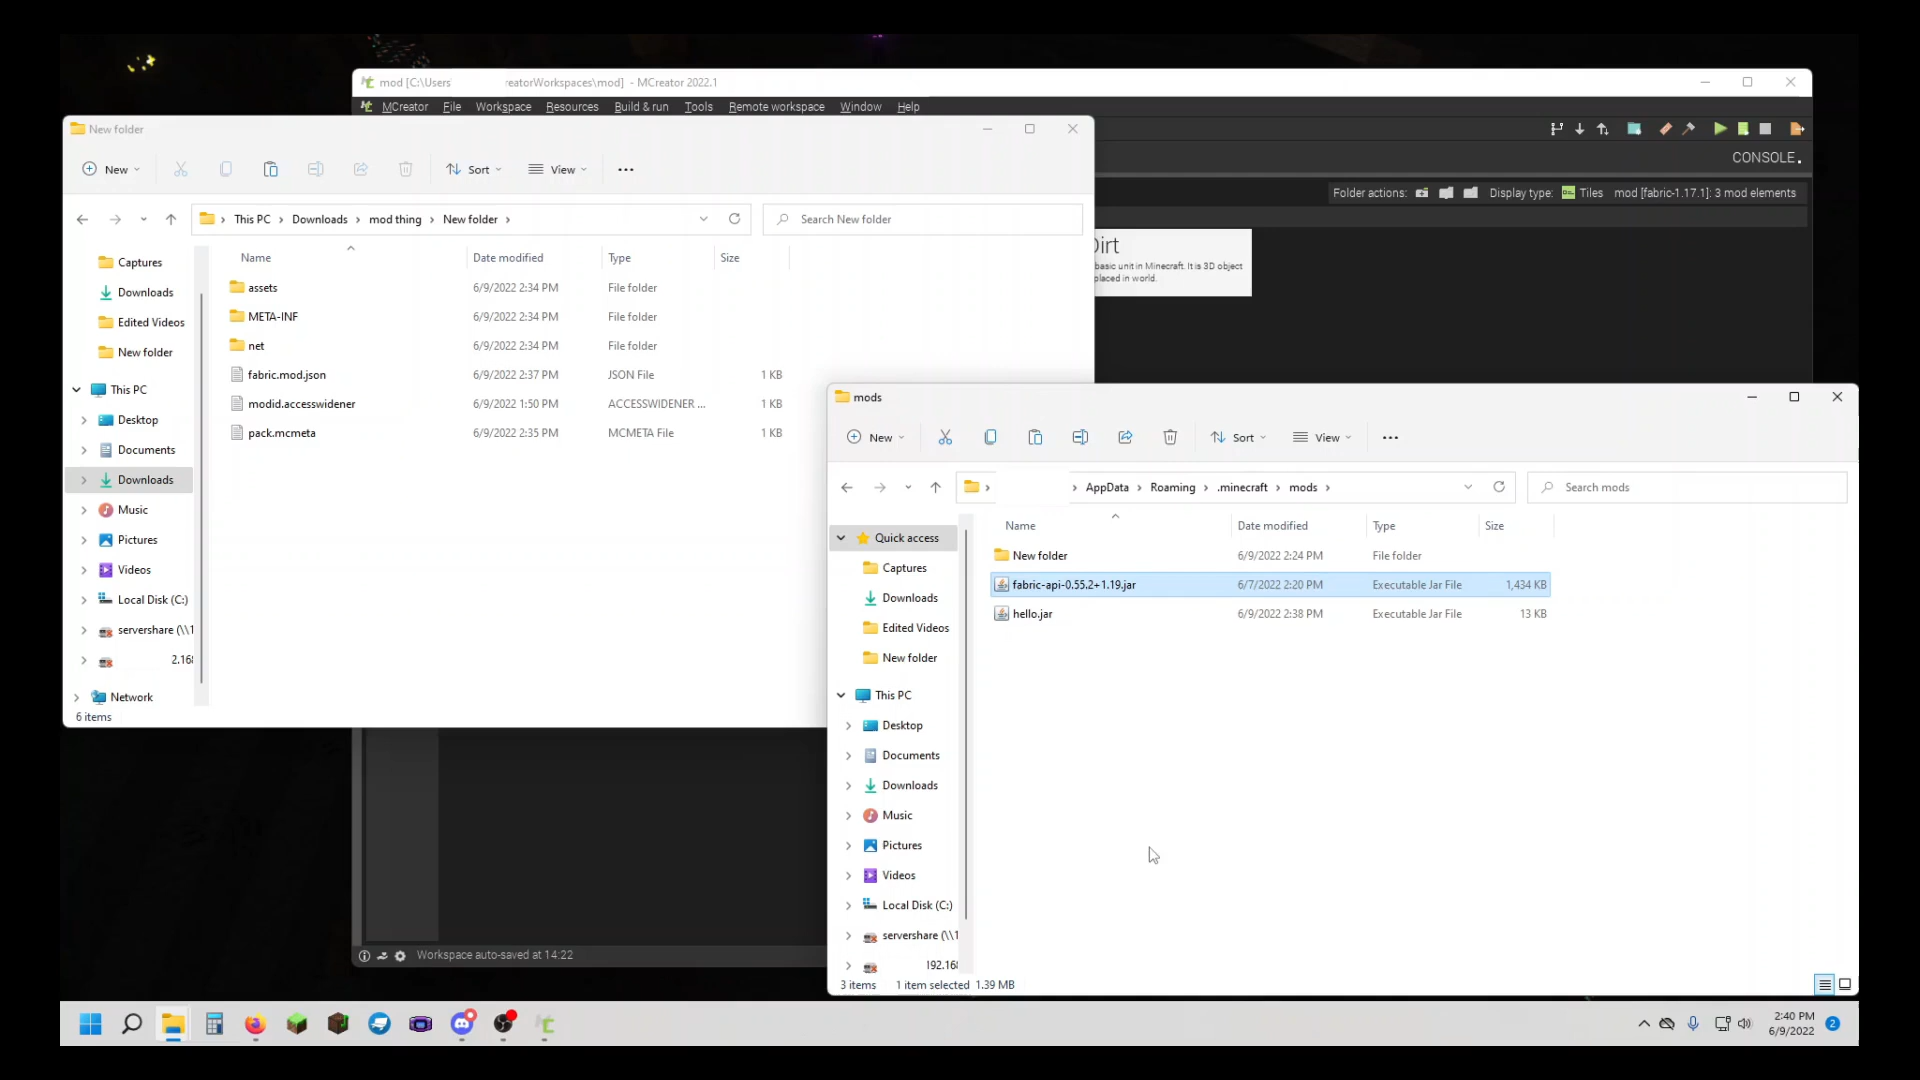 mod [C:\Users reatorWorkspaces\mod] - MCreator 2022.1
MCreator File Workspace Resources Build & run Tools Remote workspace Window Help
CONSOLE.
Folder actions: Display type: Tiles mod [fabric-1.17.1]: 3 mod elements
Dirt
basic unit in Minecraft. It is 3D object
placed in world.
Workspace auto-saved at 14:22
New folder
New Sort View
This PC Downloads mod thing New folder
Search New folder
Captures
Downloads
Edited Videos
New folder
This PC
Desktop
Documents
Downloads
Music
Pictures
Videos
Local Disk (C:)
servershare (\\1
2.168
Network
Name Date modified Type Size
assets 6/9/2022 2:34 PM File folder
META-INF 6/9/2022 2:34 PM File folder
net 6/9/2022 2:34 PM File folder
fabric.mod.json 6/9/2022 2:37 PM JSON File 1 KB
modid.accesswidener 6/9/2022 1:50 PM ACCESSWIDENER ... 1 KB
pack.mcmeta 6/9/2022 2:35 PM MCMETA File 1 KB
6 items
mods
New Sort View
AppData Roaming .minecraft mods
Search mods
Quick access
Captures
Downloads
Edited Videos
New folder
This PC
Desktop
Documents
Downloads
Music
Pictures
Videos
Local Disk (C:)
servershare (\\1
192.168
Name Date modified Type Size
New folder 6/9/2022 2:24 PM File folder
fabric-api-0.55.2+1.19.jar 6/7/2022 2:20 PM Executable Jar File 1,434 KB
hello.jar 6/9/2022 2:38 PM Executable Jar File 13 KB
3 items 1 item selected 1.39 MB
2:40 PM
6/9/2022
2